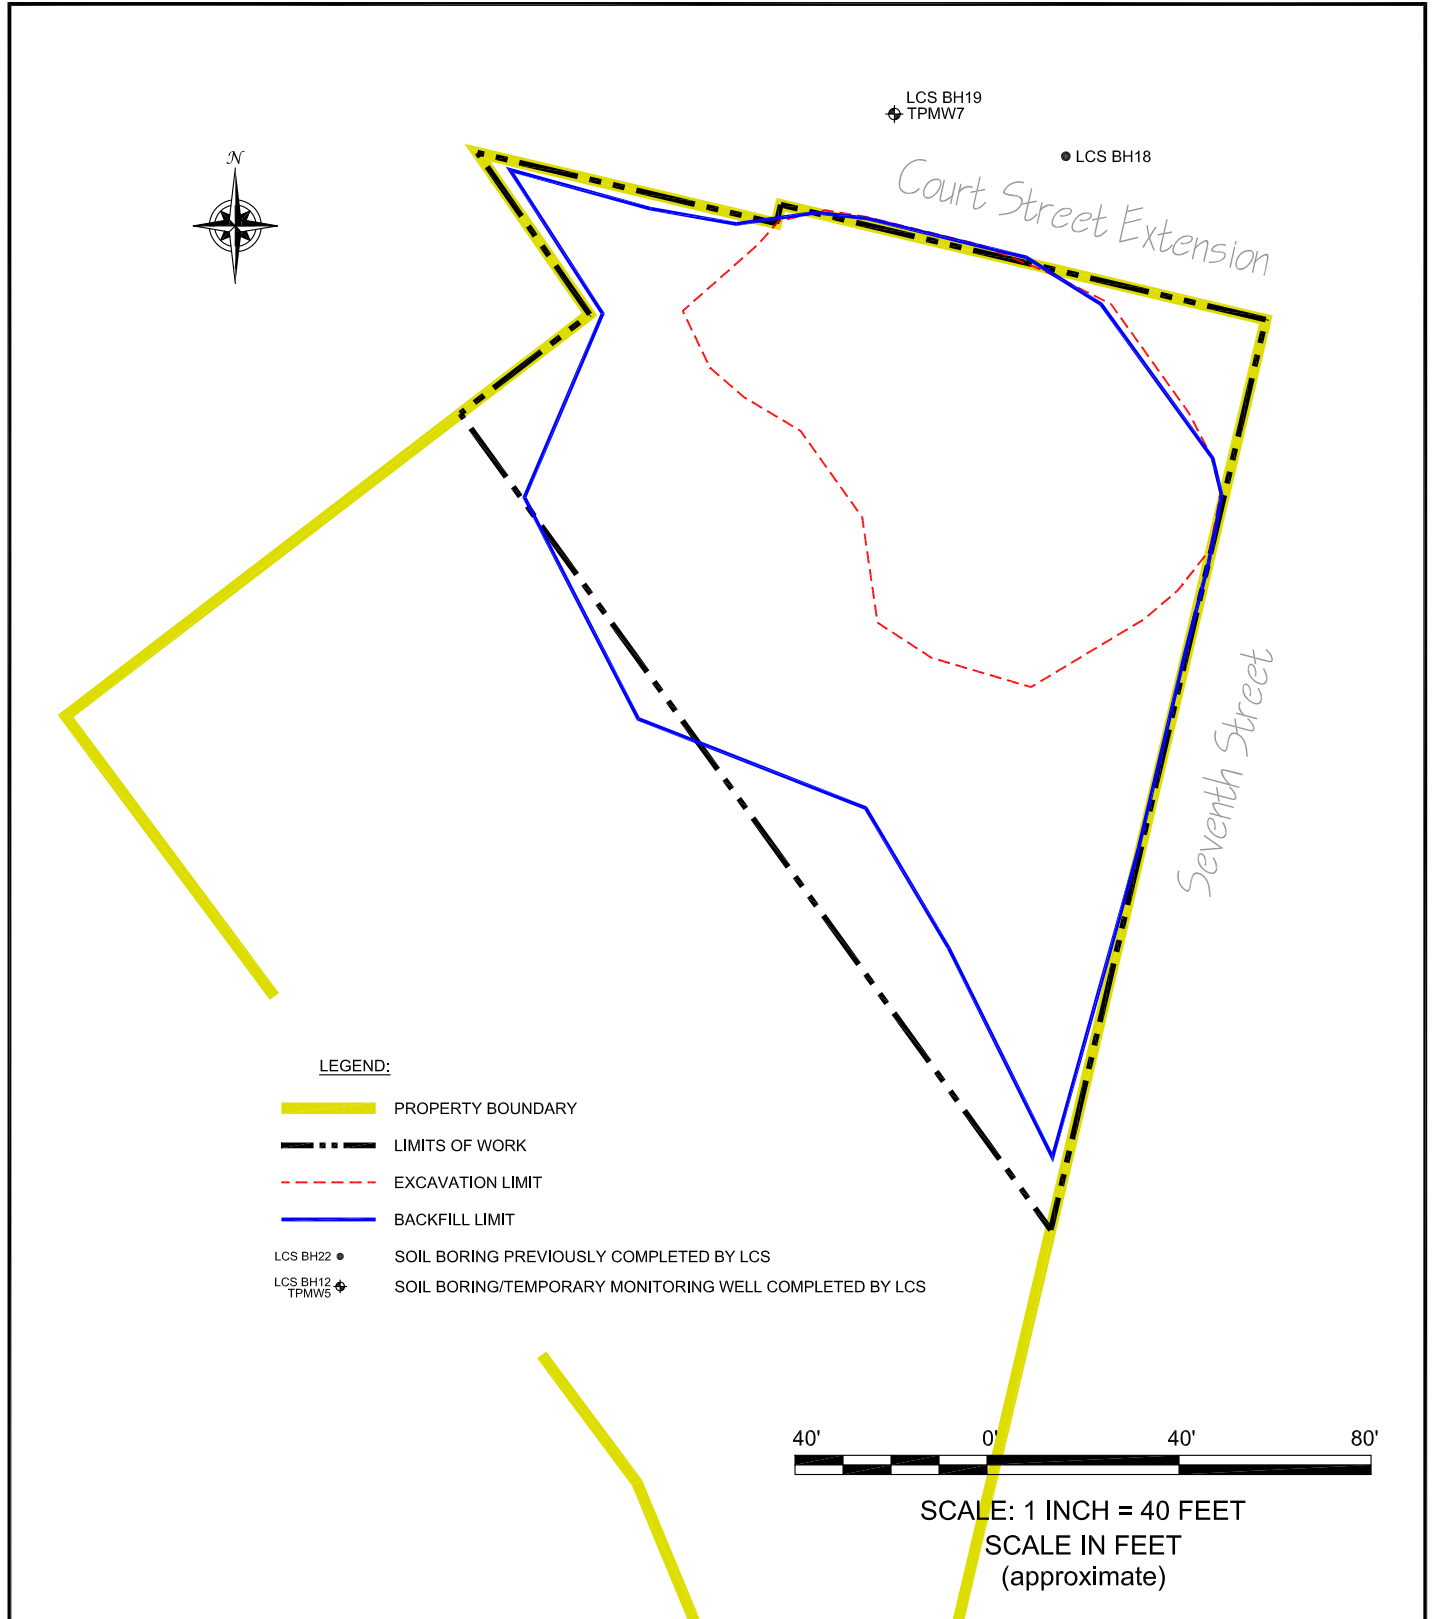 LCS BH19
TPMW7
LCS BH18
N
Court Street Extension
Seventh Street
LEGEND:
PROPERTY BOUNDARY
LIMITS OF WORK
EXCAVATION LIMIT
BACKFILL LIMIT
LCS BH22 SOIL BORING PREVIOUSLY COMPLETED BY LCS
LCS BH12
TPMW5
SOIL BORING/TEMPORARY MONITORING WELL COMPLETED BY LCS
40' 0' 40' 80'
SCALE: 1 INCH = 40 FEET
SCALE IN FEET
(approximate)